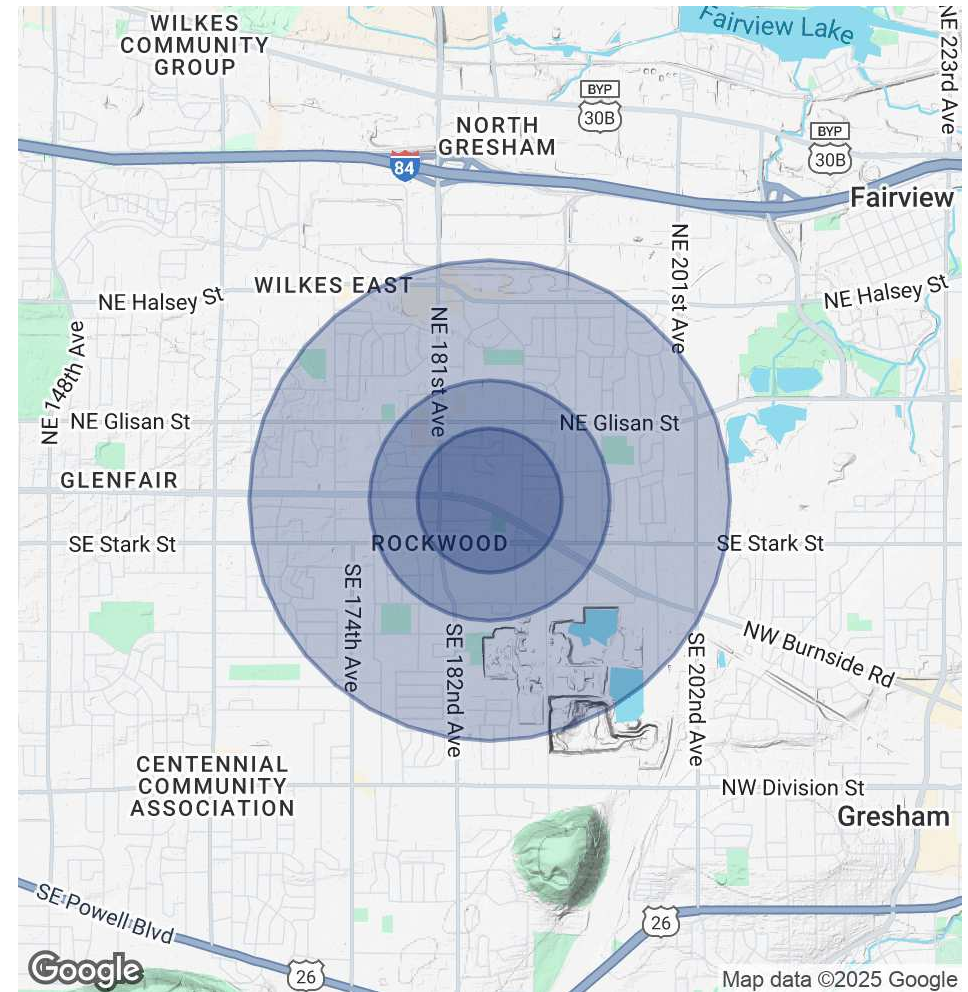 WILKES
COMMUNITY
GROUP
Fairview Lake
NE 223rd Ave
BYP
30B
NORTH
GRESHAM
BYP
30B
84
Fairview
NE 201st Ave
WILKES EAST
NE Halsey St
NE Halsey St
NE 181st Ave
NE 148th Ave
NE Glisan St
NE Glisan St
GLENFAIR
SE Stark St
ROCKWOOD
SE Stark St
SE 174th Ave
SE 182nd Ave
SE 202nd Ave
NW Burnside Rd
CENTENNIAL
COMMUNITY
ASSOCIATION
NW Division St
Gresham
SE Powell Blvd
26
26
Google
Map data ©2025 Google